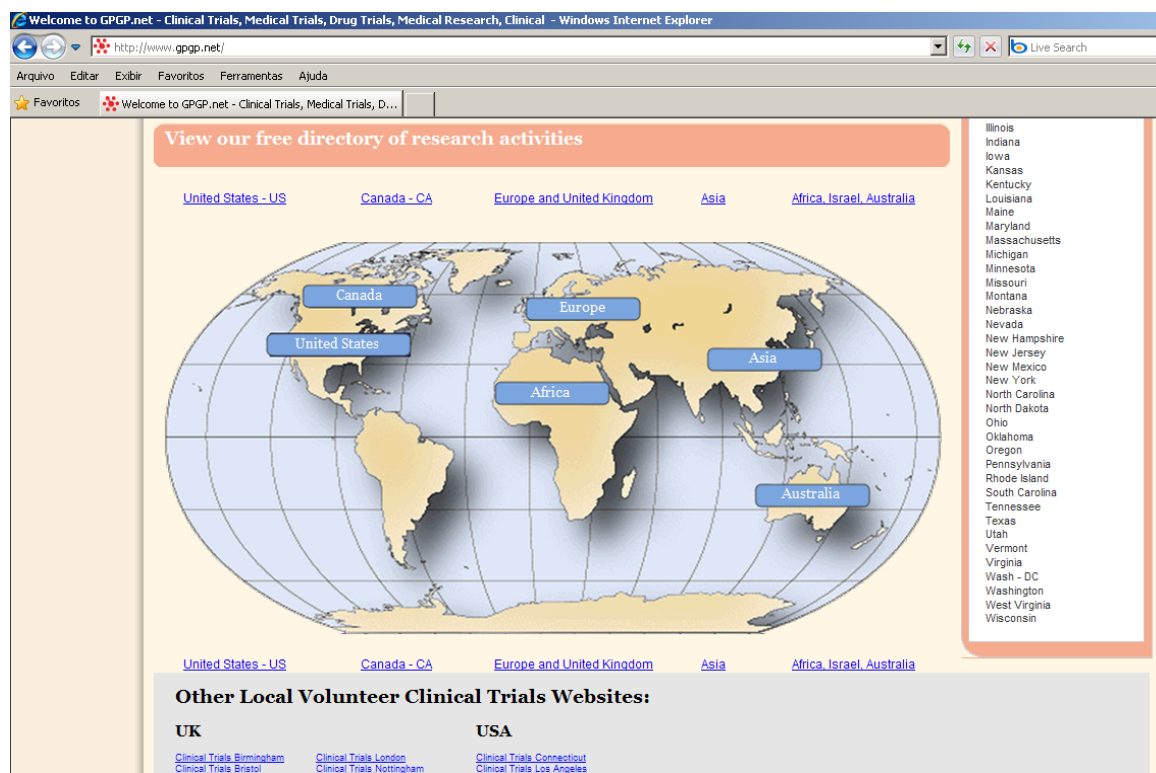 Welcome to GPGP.net - Clinical Trials, Medical Trials, Drug Trials, Medical Research, Clinical - Windows Internet Explorer
http://www.gpgp.net/
Live Search
Arquivo Editar Exibir Favoritos Ferramentas Ajuda
Favoritos
Welcome to GPGP.net - Clinical Trials, Medical Trials, D...
View our free directory of research activities
United States - US Canada - CA Europe and United Kingdom Asia Africa, Israel, Australia
Canada
Europe
United States
Asia
Africa
Australia
United States - US Canada - CA Europe and United Kingdom Asia Africa, Israel, Australia
Illinois
Indiana
Iowa
Kansas
Kentucky
Louisiana
Maine
Maryland
Massachusetts
Michigan
Minnesota
Missouri
Montana
Nebraska
Nevada
New Hampshire
New Jersey
New Mexico
New York
North Carolina
North Dakota
Ohio
Oklahoma
Oregon
Pennsylvania
Rhode Island
South Carolina
Tennessee
Texas
Utah
Vermont
Virginia
Wash - DC
Washington
West Virginia
Wisconsin
Other Local Volunteer Clinical Trials Websites:
UK USA
Clinical Trials Birmingham Clinical Trials London Clinical Trials Connecticut
Clinical Trials Bristol Clinical Trials Nottingham Clinical Trials Los Angeles